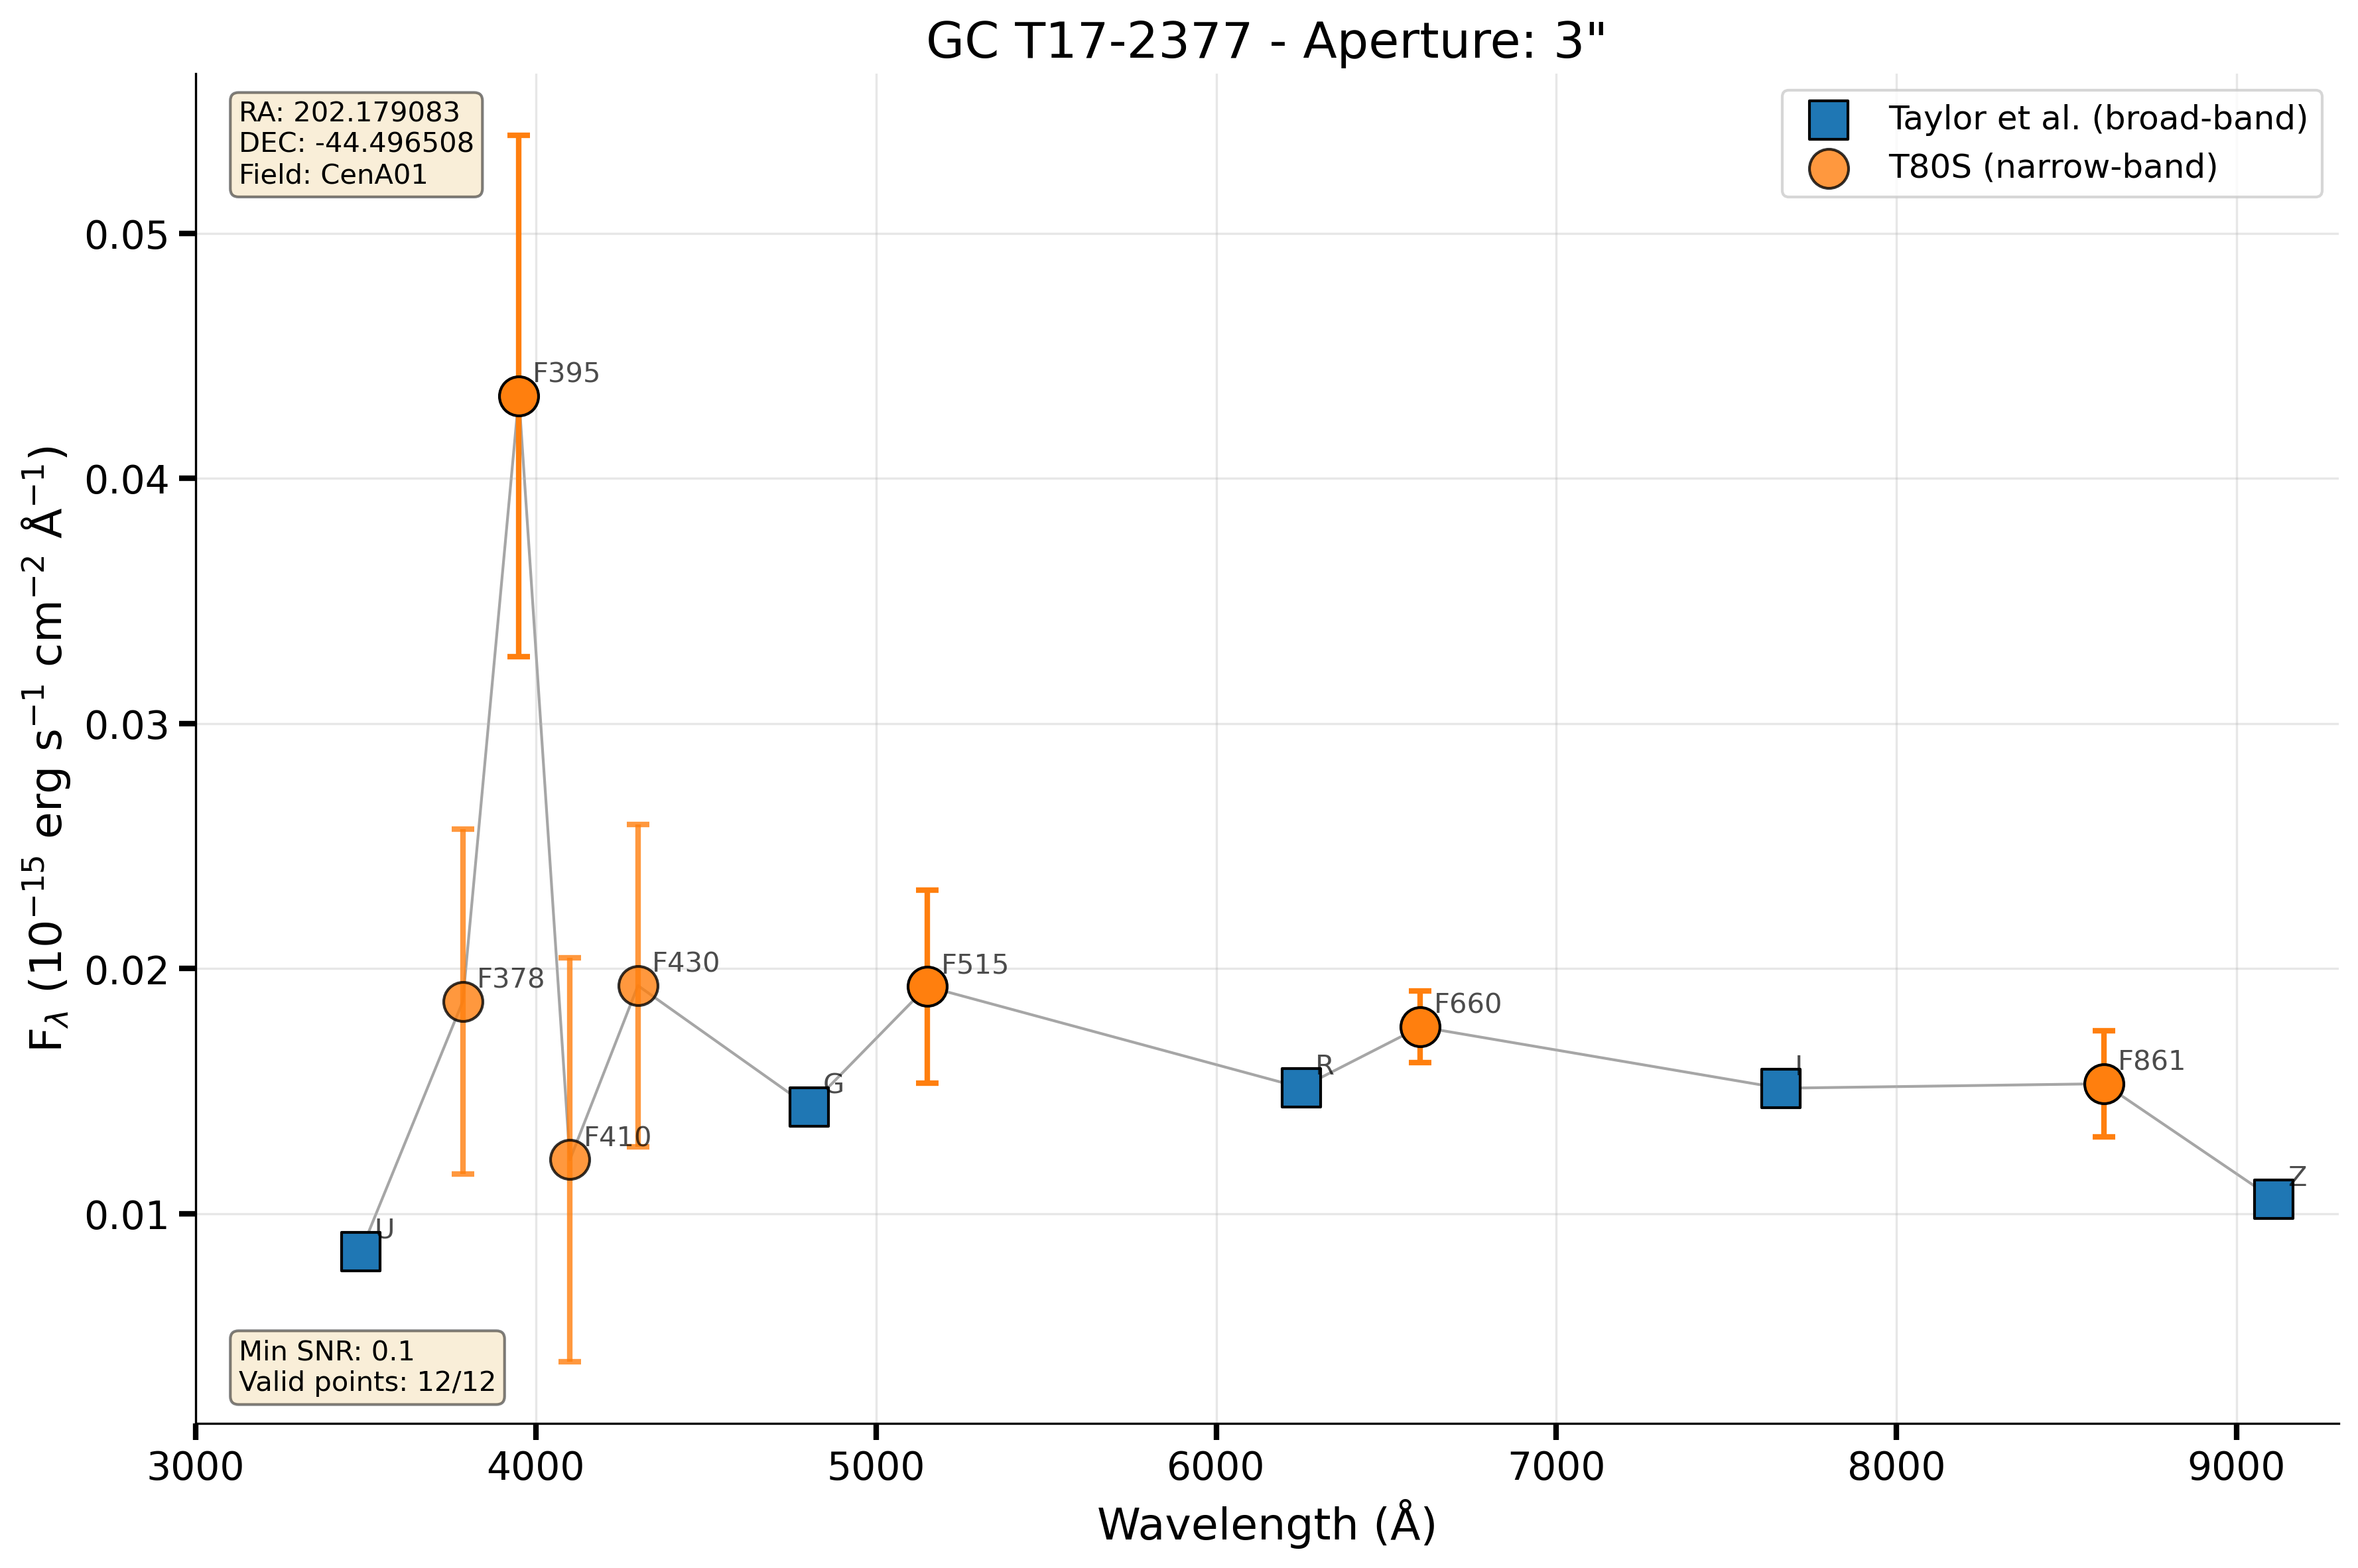 GC T17-2377 - Aperture: 3"
RA: 202.179083
DEC: -44.496508
Field: CenA01
Taylor et al. (broad-band)
T80S (narrow-band)
F395
F378
F430
F410
F515
F660
F861
U
G
R
I
Z
Min SNR: 0.1
Valid points: 12/12
0.05
0.04
0.03
0.02
0.01
F_λ (10⁻¹⁵ erg s⁻¹ cm⁻² Å⁻¹)
3000 4000 5000 6000 7000 8000 9000
Wavelength (Å)